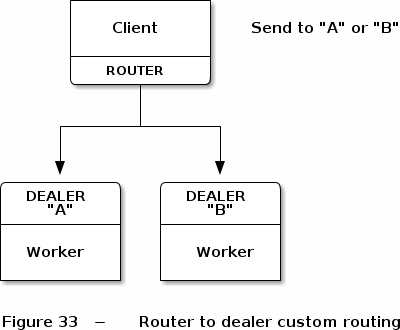 Client
Send to "A" or "B"
ROUTER
DEALER
"A"
DEALER
"B"
Worker
Worker
Figure 33 − Router to dealer custom routing